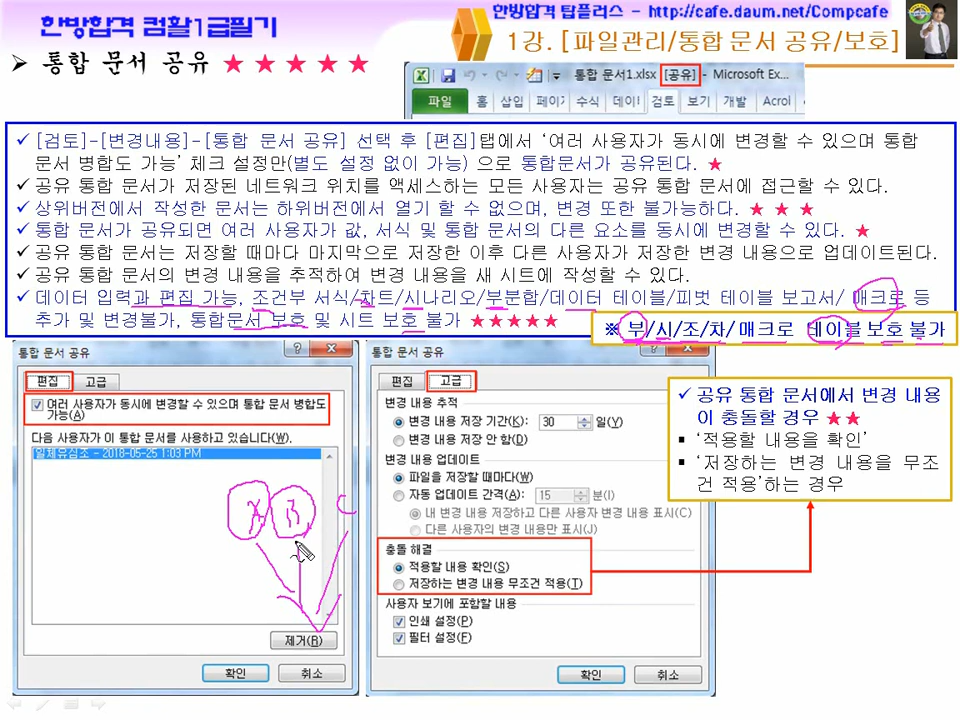 한방합격 컴활1급필기
한방합격 탑플러스 - http://cafe.daum.net/Compcafe
1강. [파일관리/통합 문서 공유/보호]
➢ 통합 문서 공유 ★ ★ ★ ★ ★
통합 문서1.xlsx [공유] - Microsoft Ex...
파일 홈 삽입 페이지 수식 데이터 검토 보기 개발 Acrol
✓ [검토]-[변경내용]-[통합 문서 공유] 선택 후 [편집]탭에서 ‘여러 사용자가 동시에 변경할 수 있으며 통합
문서 병합도 가능’ 체크 설정만(별도 설정 없이 가능) 으로 통합문서가 공유된다. ★
✓ 공유 통합 문서가 저장된 네트워크 위치를 액세스하는 모든 사용자는 공유 통합 문서에 접근할 수 있다.
✓ 상위버전에서 작성한 문서는 하위버전에서 열기 할 수 없으며, 변경 또한 불가능하다. ★ ★ ★
✓ 통합 문서가 공유되면 여러 사용자가 값, 서식 및 통합 문서의 다른 요소를 동시에 변경할 수 있다. ★
✓ 공유 통합 문서는 저장할 때마다 마지막으로 저장한 이후 다른 사용자가 저장한 변경 내용으로 업데이트된다.
✓ 공유 통합 문서의 변경 내용을 추적하여 변경 내용을 새 시트에 작성할 수 있다.
✓ 데이터 입력과 편집 가능, 조건부 서식/차트/시나리오/부분합/데이터 테이블/피벗 테이블 보고서/ 매크로 등
추가 및 변경불가, 통합문서 보호 및 시트 보호 불가 ★★★★★
※ 부/시/조/차/ 매크로 테이블 보호 불가
통합 문서 공유
편집 고급
여러 사용자가 동시에 변경할 수 있으며 통합 문서 병합도
가능(A)
다음 사용자가 이 통합 문서를 사용하고 있습니다(W).
일체유심조 - 2018-05-25 1:03 PM
A B C
제거(R)
확인 취소
통합 문서 공유
편집 고급
변경 내용 추적
변경 내용 저장 기간(K): 30 일(Y)
변경 내용 저장 안 함(D)
변경 내용 업데이트
파일을 저장할 때마다(W)
자동 업데이트 간격(A): 15 분(I)
내 변경 내용 저장하고 다른 사용자 변경 내용 표시(C)
다른 사용자의 변경 내용만 표시(J)
충돌 해결
적용할 내용 확인(S)
저장하는 변경 내용 무조건 적용(T)
사용자 보기에 포함할 내용
인쇄 설정(P)
필터 설정(F)
확인 취소
✓ 공유 통합 문서에서 변경 내용
이 충돌할 경우 ★★
▪ ‘적용할 내용을 확인’
▪ ‘저장하는 변경 내용을 무조
건 적용’하는 경우